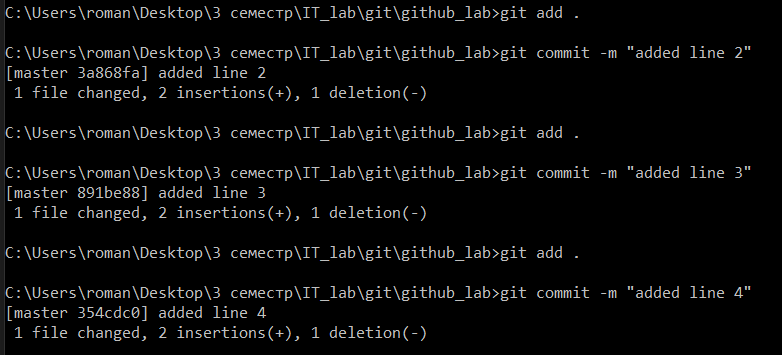 C:\Users\roman\Desktop\3 семестр\IT_lab\git\github_lab>git add .
C:\Users\roman\Desktop\3 семестр\IT_lab\git\github_lab>git commit -m "added line 2"
[master 3a868fa] added line 2
 1 file changed, 2 insertions(+), 1 deletion(-)
C:\Users\roman\Desktop\3 семестр\IT_lab\git\github_lab>git add .
C:\Users\roman\Desktop\3 семестр\IT_lab\git\github_lab>git commit -m "added line 3"
[master 891be88] added line 3
 1 file changed, 2 insertions(+), 1 deletion(-)
C:\Users\roman\Desktop\3 семестр\IT_lab\git\github_lab>git add .
C:\Users\roman\Desktop\3 семестр\IT_lab\git\github_lab>git commit -m "added line 4"
[master 354cdc0] added line 4
 1 file changed, 2 insertions(+), 1 deletion(-)